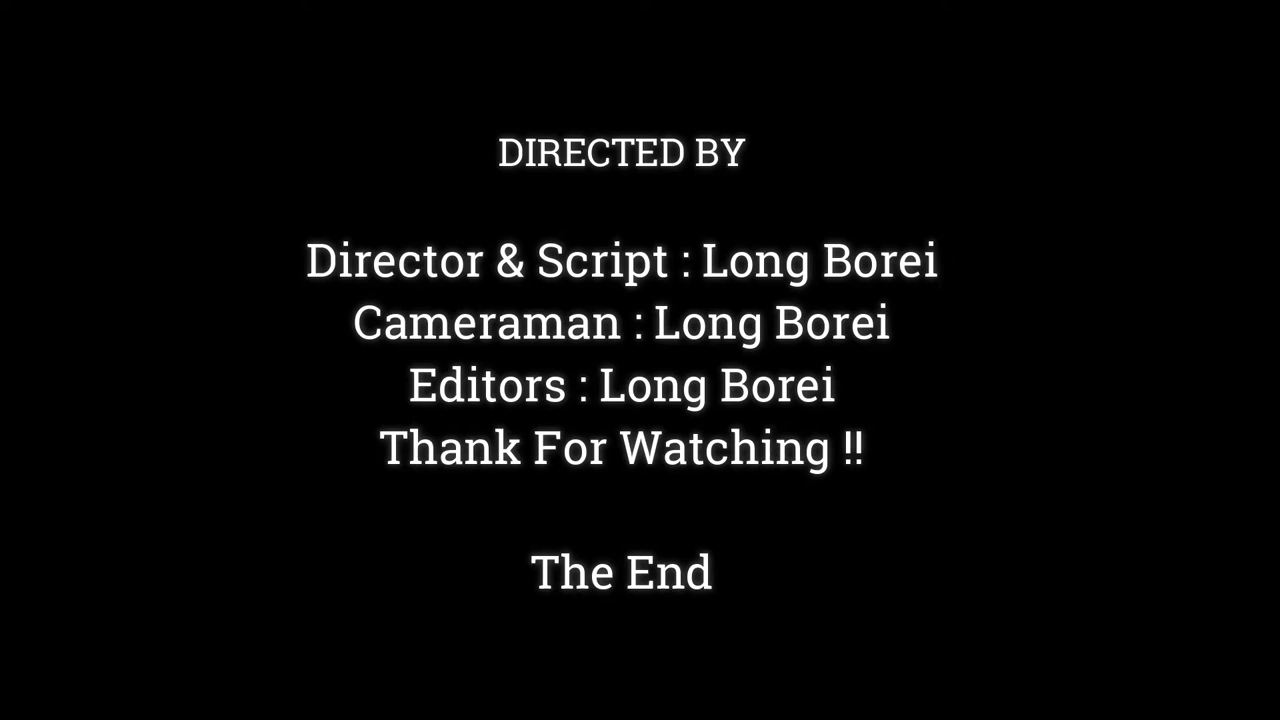 DIRECTED BY
Director & Script : Long Borei
Cameraman : Long Borei
Editors : Long Borei
Thank For Watching !!
The End